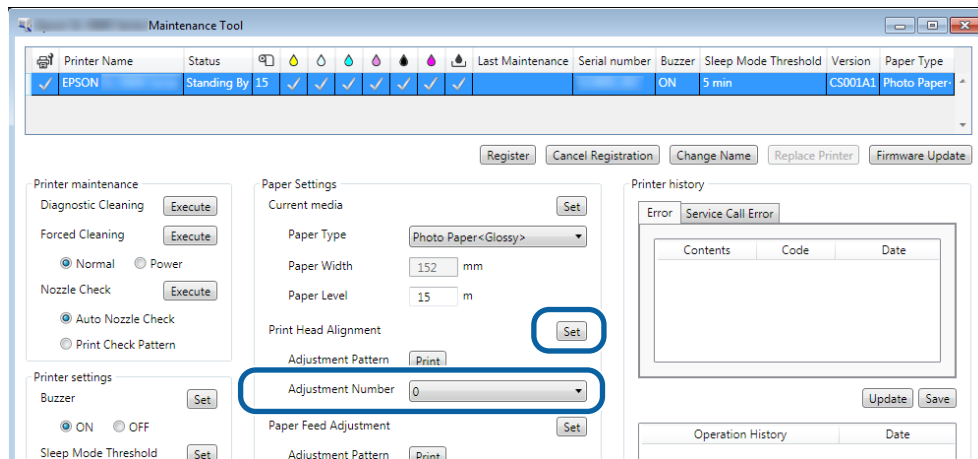 Maintenance Tool
Printer Name Status Last Maintenance Serial number Buzzer Sleep Mode Threshold Version Paper Type
EPSON Standing By 15 ON 5 min CS001A1 Photo Paper‹
Register Cancel Registration Change Name Replace Printer Firmware Update
Printer maintenance
Diagnostic Cleaning Execute
Forced Cleaning Execute
Normal Power
Nozzle Check Execute
Auto Nozzle Check
Print Check Pattern
Printer settings
Buzzer Set
ON OFF
Sleep Mode Threshold Set
Paper Settings
Current media Set
Paper Type Photo Paper<Glossy>
Paper Width 152 mm
Paper Level 15 m
Print Head Alignment Set
Adjustment Pattern Print
Adjustment Number 0
Paper Feed Adjustment Set
Adjustment Pattern Print
Printer history
Error Service Call Error
Contents Code Date
Update Save
Operation History Date